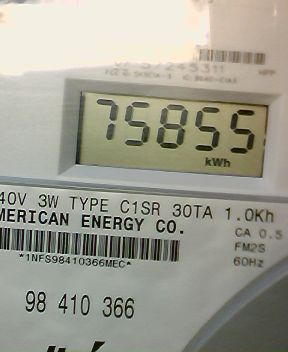 75855
kWh
40V 3W TYPE C1SR 30TA 1.0Kh
MERICAN ENERGY CO.
CA 0.5
FM2S
*1NFS98410366MEC*
60Hz
98 410 366